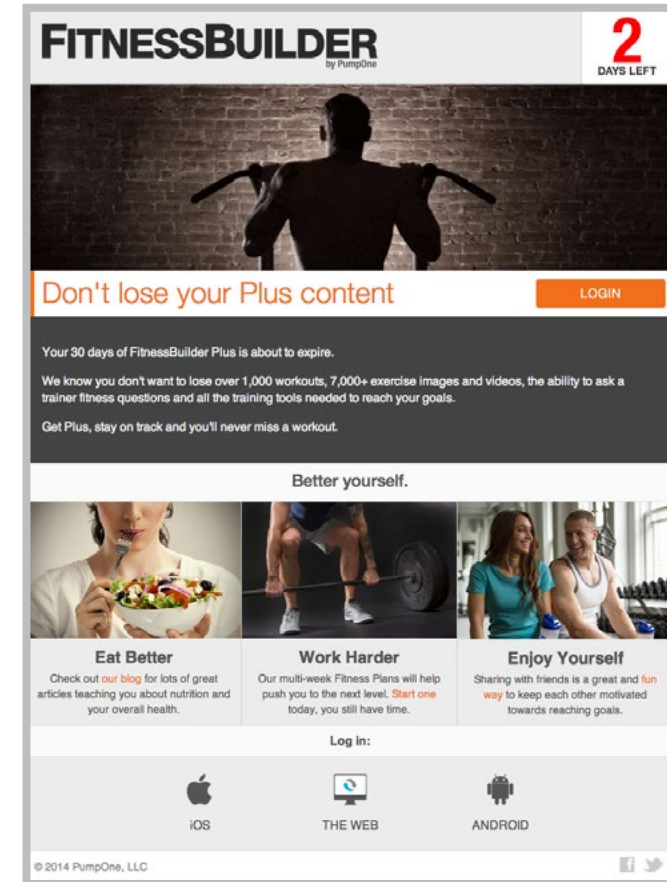 FITNESSBUILDER
by PumpOne
2
DAYS LEFT
Don't lose your Plus content
LOGIN
Your 30 days of FitnessBuilder Plus is about to expire.
We know you don't want to lose over 1,000 workouts, 7,000+ exercise images and videos, the ability to ask a
trainer fitness questions and all the training tools needed to reach your goals.
Get Plus, stay on track and you'll never miss a workout.
Better yourself.
Eat Better
Check out our blog for lots of great
articles teaching you about nutrition and
your overall health.
Work Harder
Our multi-week Fitness Plans will help
push you to the next level. Start one
today, you still have time.
Enjoy Yourself
Sharing with friends is a great and fun
way to keep each other motivated
towards reaching goals.
Log in:
iOS
THE WEB
ANDROID
© 2014 PumpOne, LLC